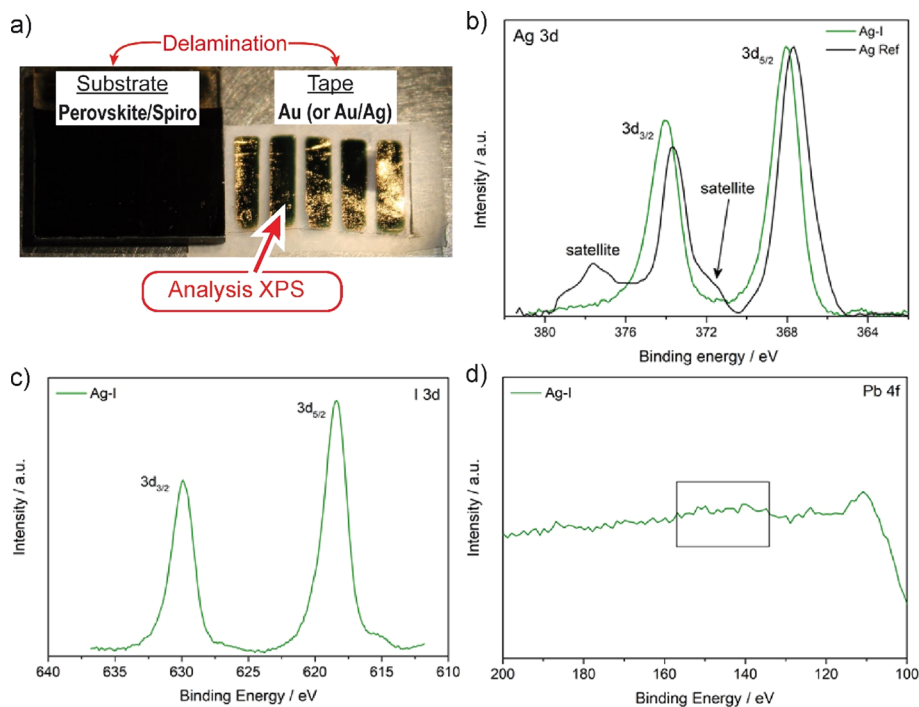 a)
Delamination
Substrate
Perovskite/Spiro
Tape
Au (or Au/Ag)
Analysis XPS
b)
Ag 3d
Ag-I
Ag Ref
3d5/2
3d3/2
satellite
satellite
Intensity / a.u.
380 376 372 368 364
Binding energy / eV
c)
Ag-I
I 3d
3d5/2
3d3/2
Intensity / a.u.
640 635 630 625 620 615 610
Binding Energy / eV
d)
Ag-I
Pb 4f
Intensity / a.u.
200 180 160 140 120 100
Binding Energy / eV